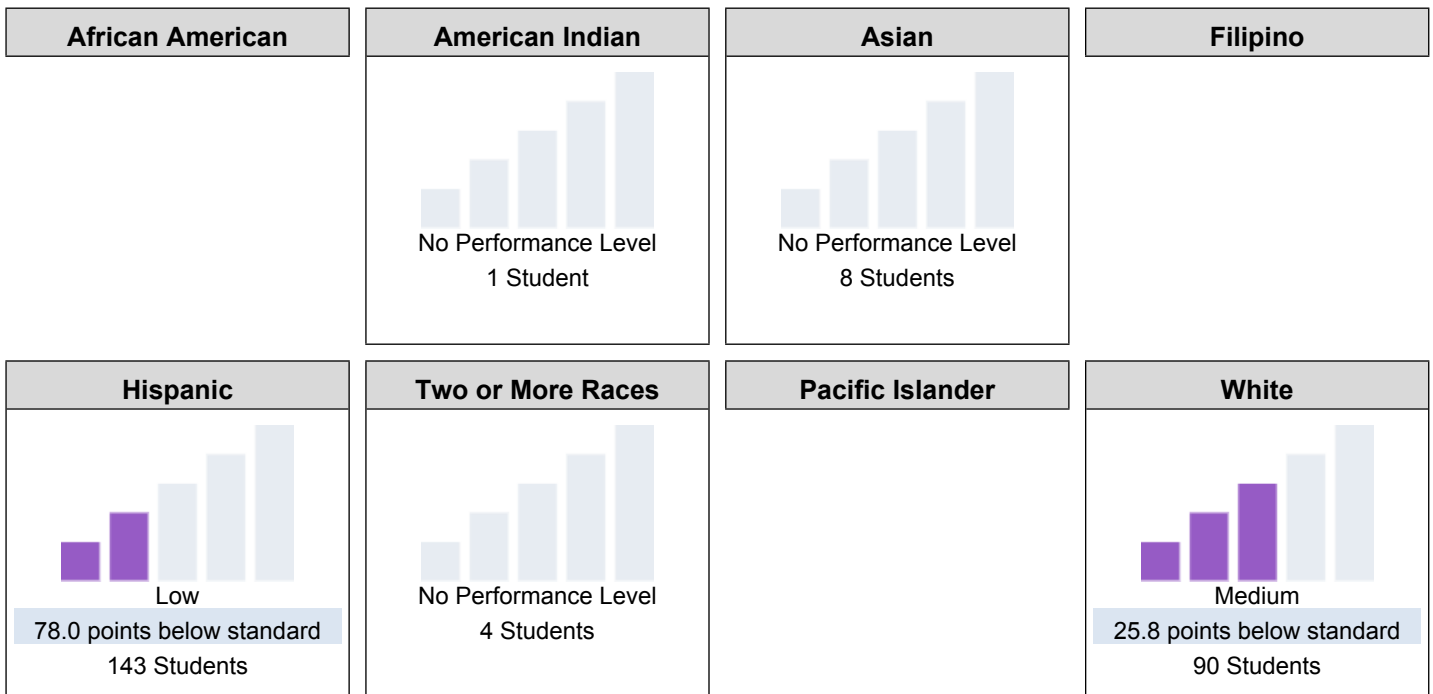 African American
American Indian
Asian
Filipino
No Performance Level
1 Student
No Performance Level
8 Students
Hispanic
Two or More Races
Pacific Islander
White
Low
78.0 points below standard
143 Students
No Performance Level
4 Students
Medium
25.8 points below standard
90 Students